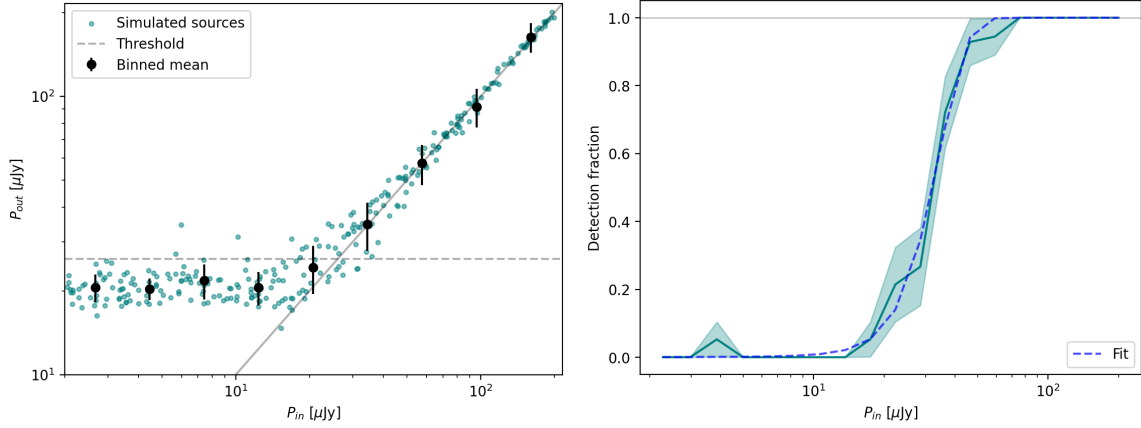 Simulated sources
Threshold
Binned mean
10²
10¹
P_out [μJy]
10¹
10²
P_in [μJy]
1.0
0.8
0.6
0.4
0.2
0.0
Detection fraction
Fit
10¹
10²
P_in [μJy]